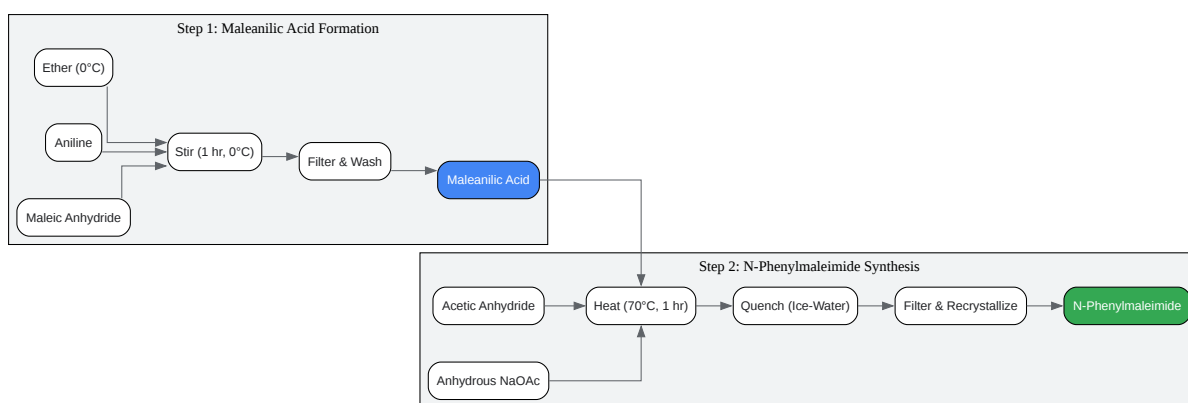 Step 1: Maleanilic Acid Formation
Ether (0°C)
Aniline
Maleic Anhydride
Stir (1 hr, 0°C)
Filter & Wash
Maleanilic Acid
Step 2: N-Phenylmaleimide Synthesis
Acetic Anhydride
Anhydrous NaOAc
Heat (70°C, 1 hr)
Quench (Ice-Water)
Filter & Recrystallize
N-Phenylmaleimide